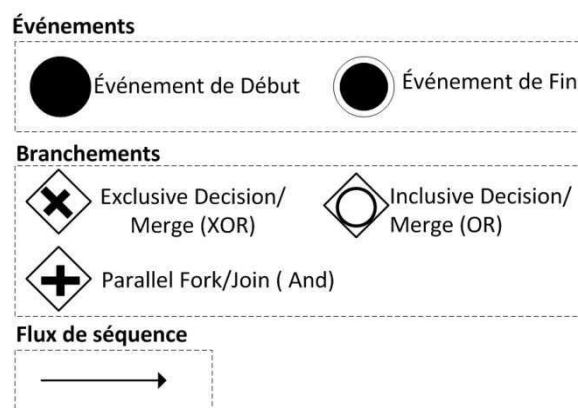 Événements
Événement de Début
Événement de Fin
Branchements
Exclusive Decision/
Merge (XOR)
Inclusive Decision/
Merge (OR)
Parallel Fork/Join ( And)
Flux de séquence